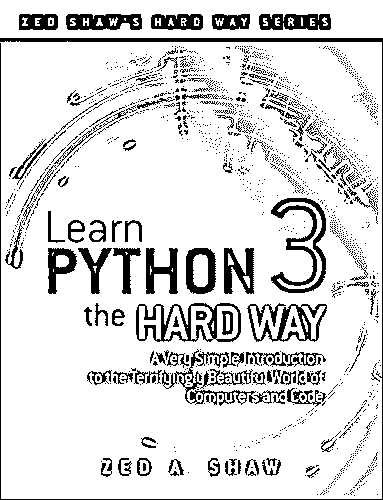 ZED SHAW'S HARD WAY SERIES
Learn
PYTHON 3
the HARD WAY
A Very Simple Introduction
to the Terrifyingly Beautiful World of
Computers and Code
ZED A. SHAW